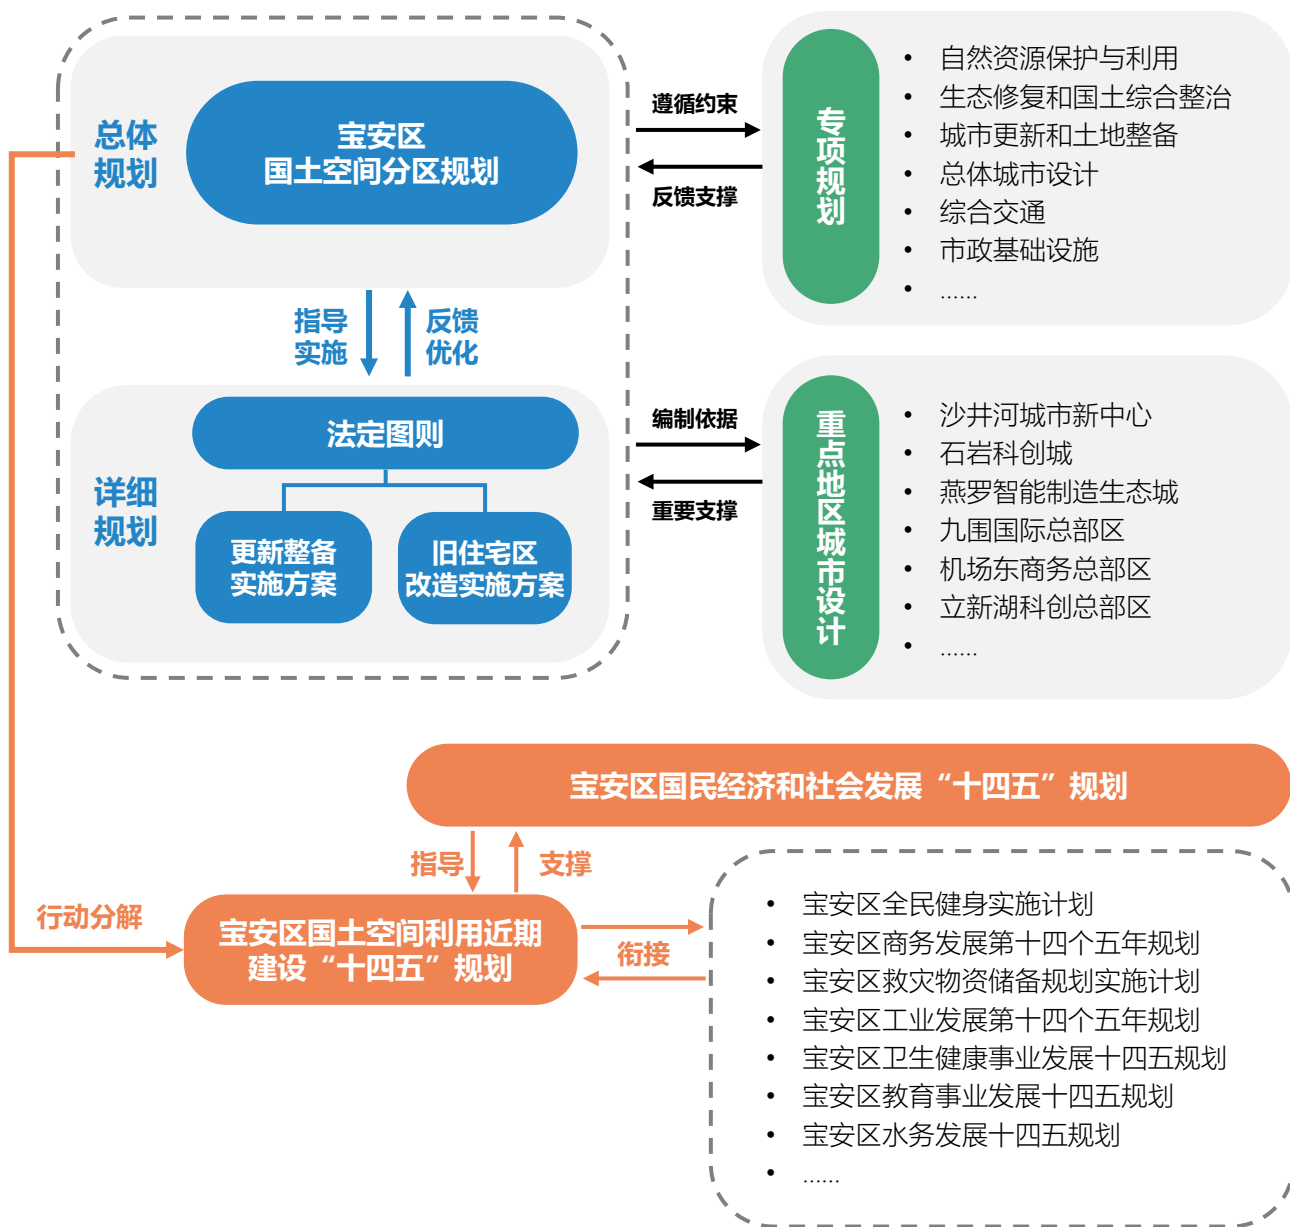 总体
规划
宝安区
国土空间分区规划
遵循约束
反馈支撑
专项规划
• 自然资源保护与利用
• 生态修复和国土综合整治
• 城市更新和土地整备
• 总体城市设计
• 综合交通
• 市政基础设施
• ......
指导
实施
反馈
优化
详细
规划
法定图则
更新整备
实施方案
旧住宅区
改造实施方案
编制依据
重要支撑
重点地区城市设计
• 沙井河城市新中心
• 石岩科创城
• 燕罗智能制造生态城
• 九围国际总部区
• 机场东商务总部区
• 立新湖科创总部区
• ......
宝安区国民经济和社会发展“十四五”规划
指导
支撑
行动分解
宝安区国土空间利用近期
建设“十四五”规划
衔接
• 宝安区全民健身实施计划
• 宝安区商务发展第十四个五年规划
• 宝安区救灾物资储备规划实施计划
• 宝安区工业发展第十四个五年规划
• 宝安区卫生健康事业发展十四五规划
• 宝安区教育事业发展十四五规划
• 宝安区水务发展十四五规划
• ......